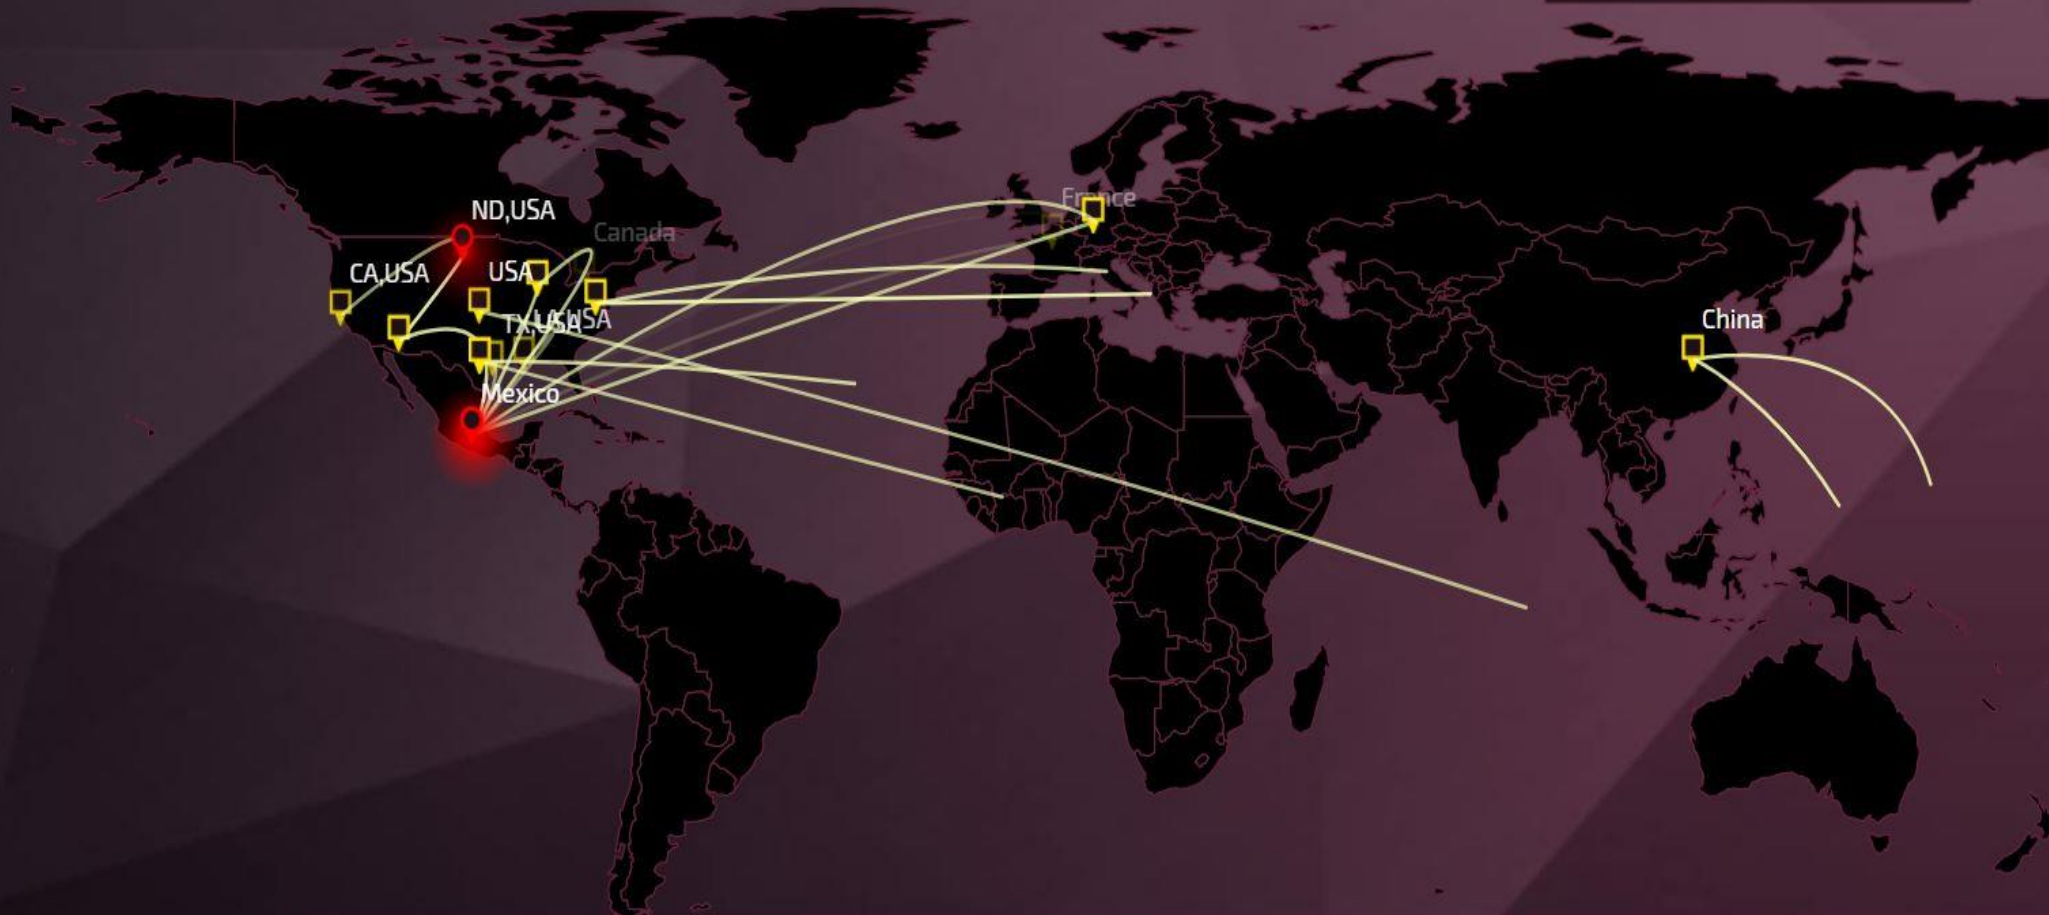 ND,USA
France
Canada
CA,USA
USA
TX,USA
China
Mexico